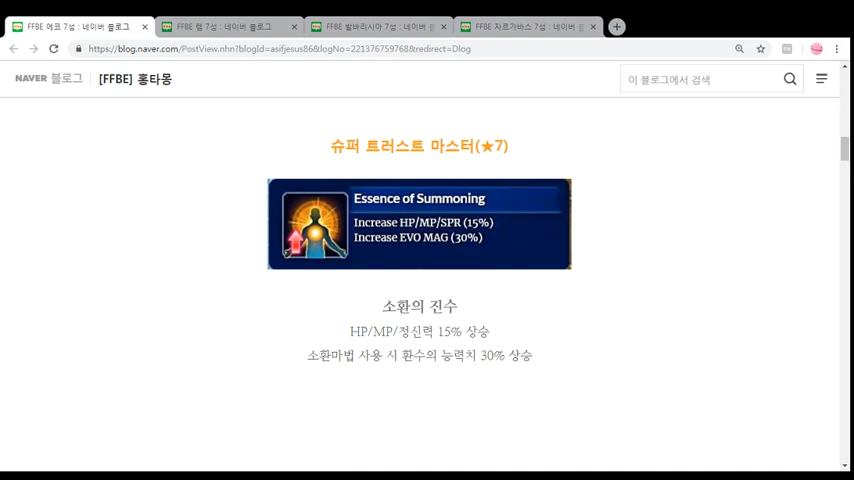 FFBE 에코 7성 : 네이버 블로그
FFBE 램 7성 : 네이버 블로그
FFBE 발바리시아 7성 : 네이버
FFBE 자르가바스 7성 : 네이버
https://blog.naver.com/PostView.nhn?blogId=asifjesus86&logNo=221376759768&redirect=Dlog
NAVER 블로그
[FFBE] 홍타몽
이 블로그에서 검색
슈퍼 트러스트 마스터(★7)
Essence of Summoning
Increase HP/MP/SPR (15%)
Increase EVO MAG (30%)
소환의 진수
HP/MP/정신력 15% 상승
소환마법 사용 시 환수의 능력치 30% 상승